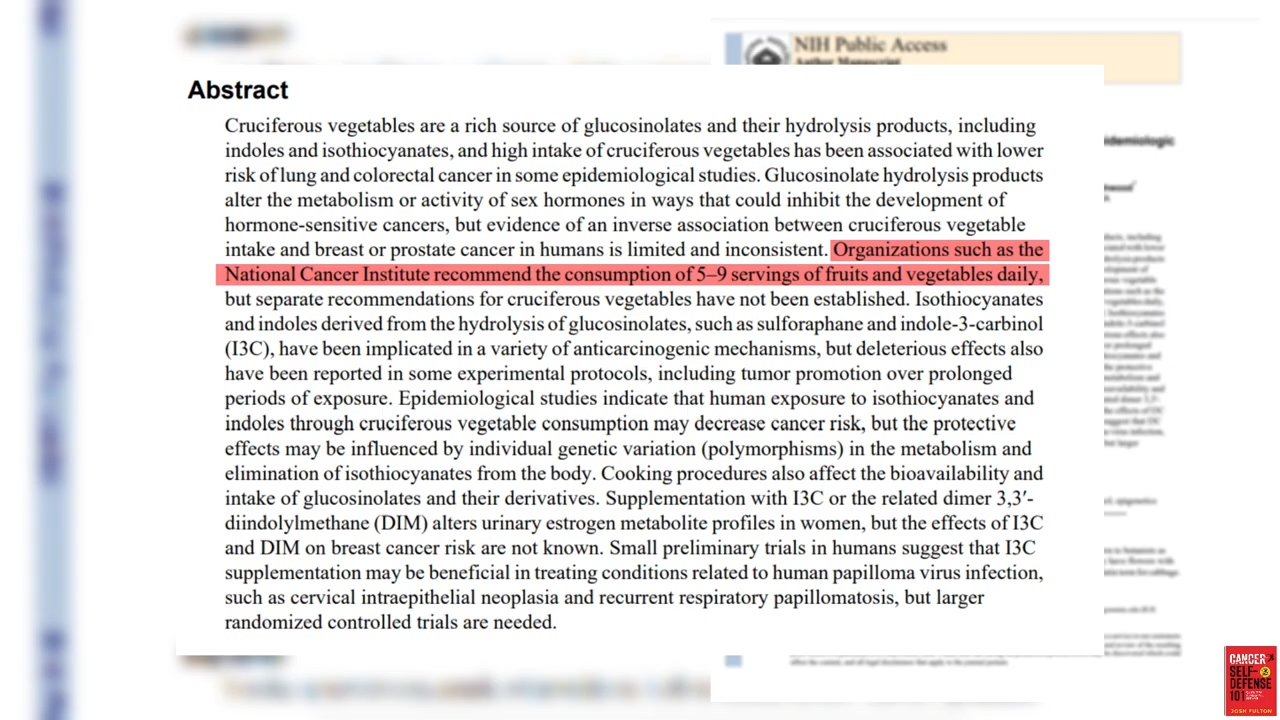 NIH Public Access
Author Manuscript
Abstract
Cruciferous vegetables are a rich source of glucosinolates and their hydrolysis products, including
indoles and isothiocyanates, and high intake of cruciferous vegetables has been associated with lower
risk of lung and colorectal cancer in some epidemiological studies. Glucosinolate hydrolysis products
alter the metabolism or activity of sex hormones in ways that could inhibit the development of
hormone-sensitive cancers, but evidence of an inverse association between cruciferous vegetable
intake and breast or prostate cancer in humans is limited and inconsistent. Organizations such as the
National Cancer Institute recommend the consumption of 5–9 servings of fruits and vegetables daily,
but separate recommendations for cruciferous vegetables have not been established. Isothiocyanates
and indoles derived from the hydrolysis of glucosinolates, such as sulforaphane and indole-3-carbinol
(I3C), have been implicated in a variety of anticarcinogenic mechanisms, but deleterious effects also
have been reported in some experimental protocols, including tumor promotion over prolonged
periods of exposure. Epidemiological studies indicate that human exposure to isothiocyanates and
indoles through cruciferous vegetable consumption may decrease cancer risk, but the protective
effects may be influenced by individual genetic variation (polymorphisms) in the metabolism and
elimination of isothiocyanates from the body. Cooking procedures also affect the bioavailability and
intake of glucosinolates and their derivatives. Supplementation with I3C or the related dimer 3,3′-
diindolylmethane (DIM) alters urinary estrogen metabolite profiles in women, but the effects of I3C
and DIM on breast cancer risk are not known. Small preliminary trials in humans suggest that I3C
supplementation may be beneficial in treating conditions related to human papilloma virus infection,
such as cervical intraepithelial neoplasia and recurrent respiratory papillomatosis, but larger
randomized controlled trials are needed.
CANCER
SELF-
DEFENSE
101
JOSH FULTON